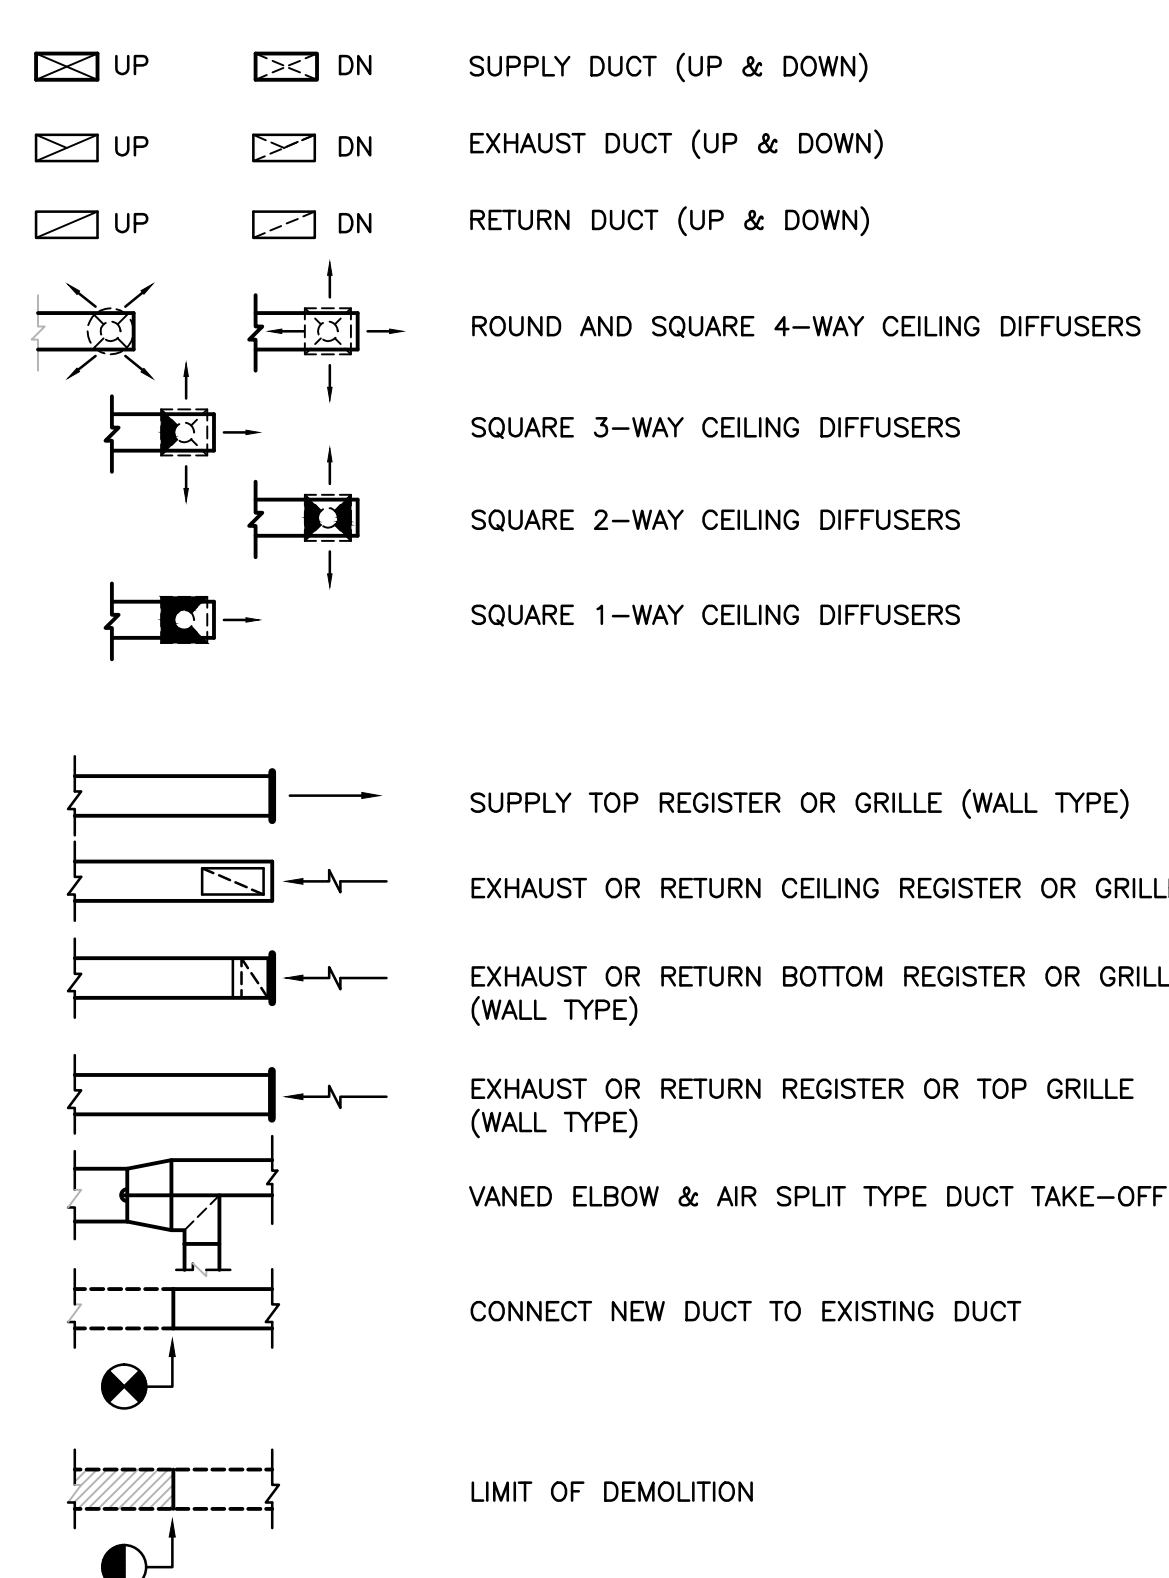 UP DN SUPPLY DUCT (UP & DOWN)
UP DN EXHAUST DUCT (UP & DOWN)
UP DN RETURN DUCT (UP & DOWN)
ROUND AND SQUARE 4-WAY CEILING DIFFUSERS
SQUARE 3-WAY CEILING DIFFUSERS
SQUARE 2-WAY CEILING DIFFUSERS
SQUARE 1-WAY CEILING DIFFUSERS
SUPPLY TOP REGISTER OR GRILLE (WALL TYPE)
EXHAUST OR RETURN CEILING REGISTER OR GRILLE
EXHAUST OR RETURN BOTTOM REGISTER OR GRILL
(WALL TYPE)
EXHAUST OR RETURN REGISTER OR TOP GRILLE
(WALL TYPE)
VANED ELBOW & AIR SPLIT TYPE DUCT TAKE-OFF
CONNECT NEW DUCT TO EXISTING DUCT
LIMIT OF DEMOLITION